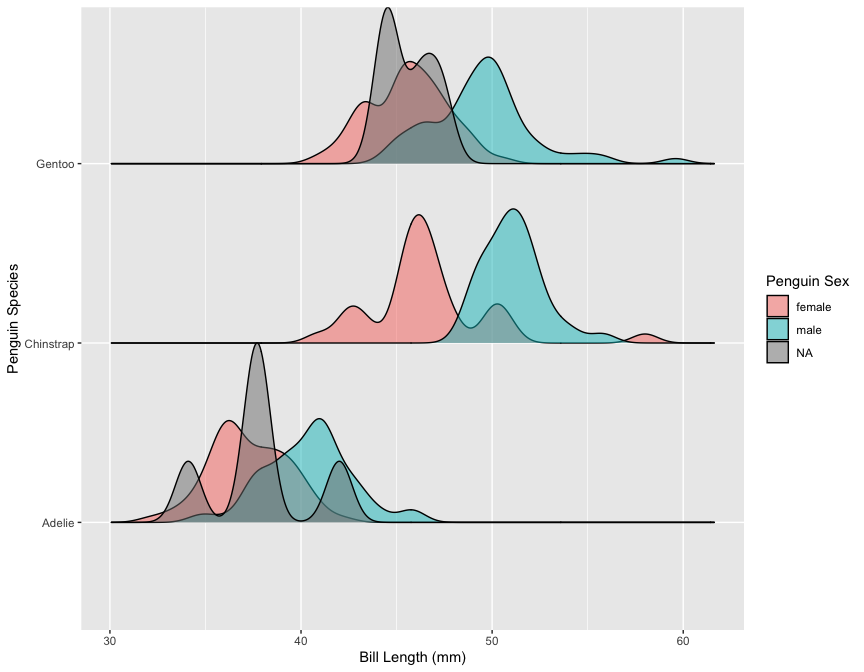 Gentoo
Chinstrap
Adelie
Penguin Species
30 40 50 60
Bill Length (mm)
Penguin Sex
female
male
NA